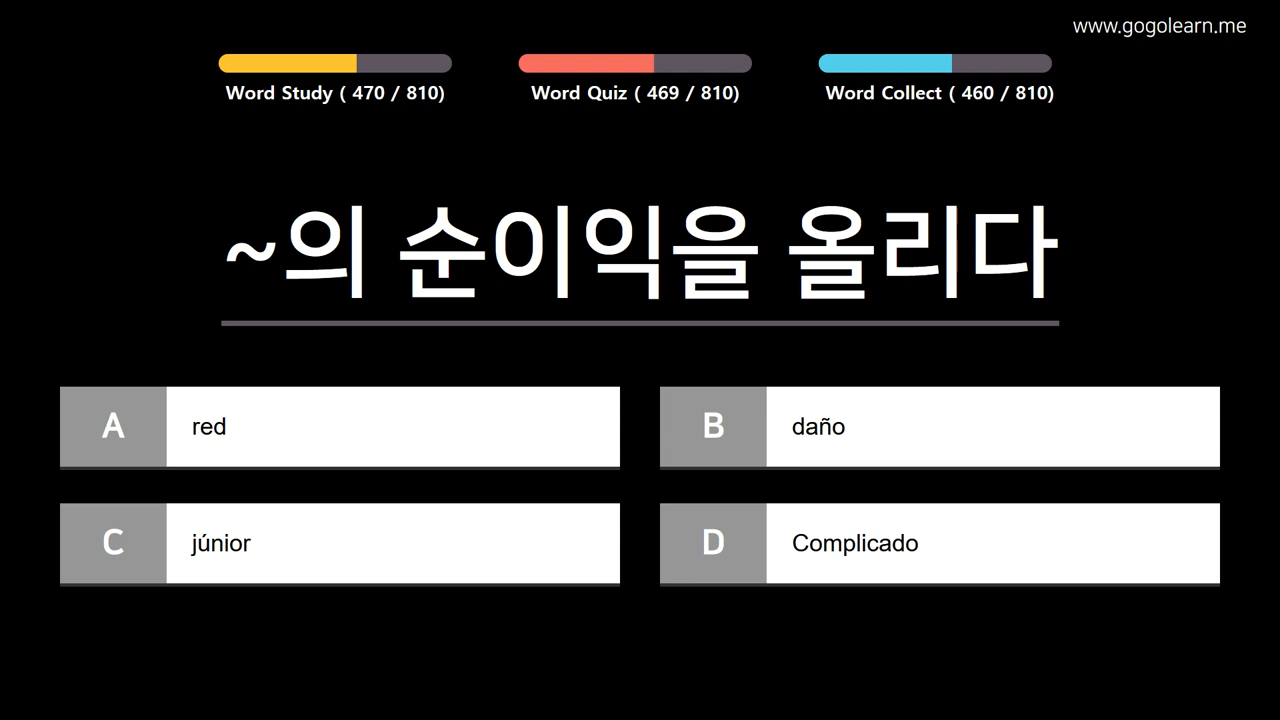 www.gogolearn.me
Word Study ( 470 / 810)
Word Quiz ( 469 / 810)
Word Collect ( 460 / 810)
~의 순이익을 올리다
A red
B daño
C júnior
D Complicado